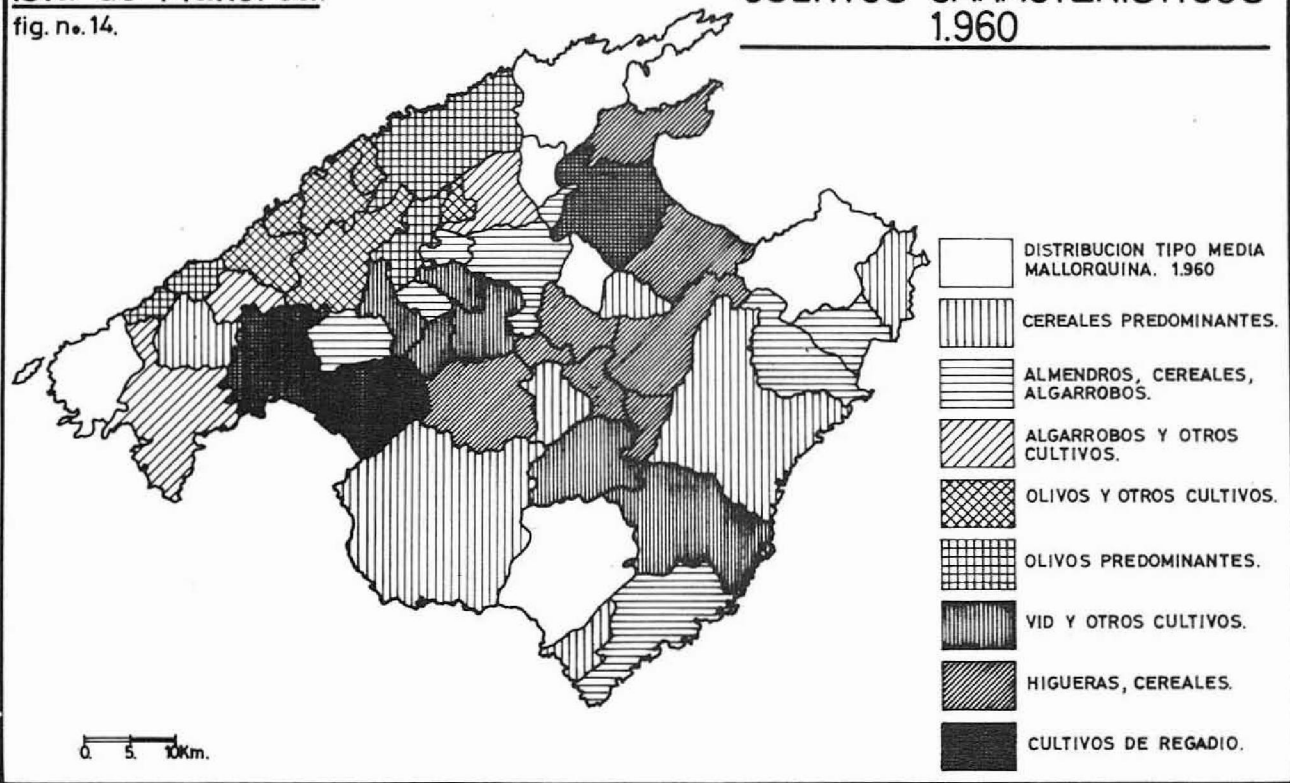 fig. nº. 14.
1.960
DISTRIBUCION TIPO MEDIA
MALLORQUINA. 1.960
CEREALES PREDOMINANTES.
ALMENDROS, CEREALES,
ALGARROBOS.
ALGARROBOS Y OTROS
CULTIVOS.
OLIVOS Y OTROS CULTIVOS.
OLIVOS PREDOMINANTES.
VID Y OTROS CULTIVOS.
HIGUERAS, CEREALES.
CULTIVOS DE REGADIO.
0. 5. 10Km.